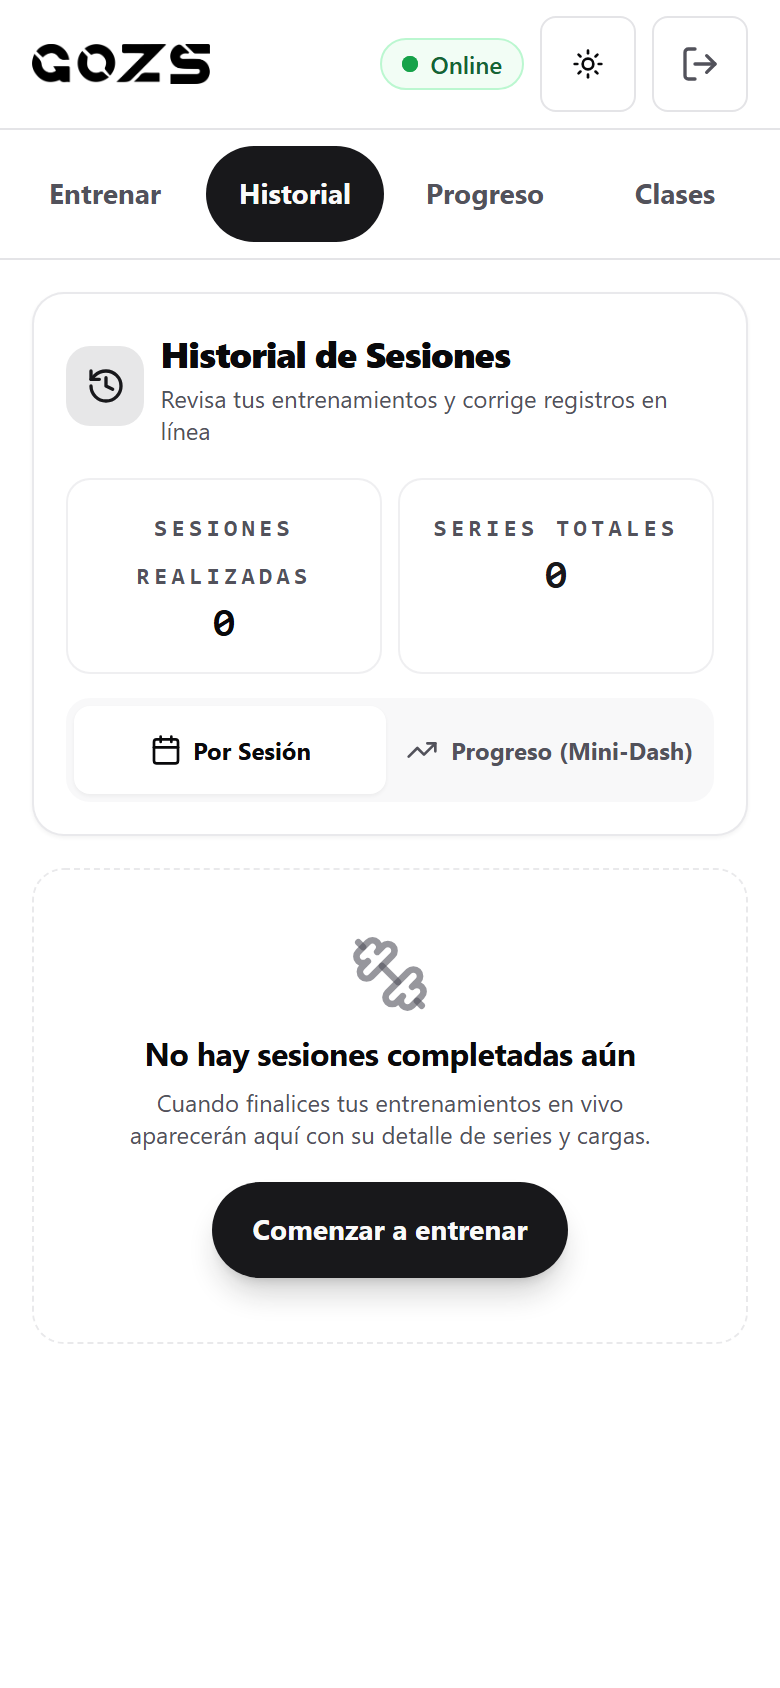 GOZS
Online
Entrenar
Historial
Progreso
Clases
Historial de Sesiones
Revisa tus entrenamientos y corrige registros en
línea
SESIONES
REALIZADAS
0
SERIES TOTALES
0
Por Sesión
Progreso (Mini-Dash)
No hay sesiones completadas aún
Cuando finalices tus entrenamientos en vivo
aparecerán aquí con su detalle de series y cargas.
Comenzar a entrenar